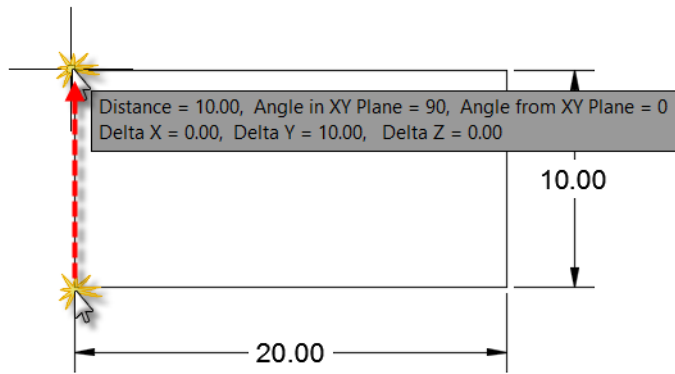 Distance = 10.00,  Angle in XY Plane = 90,  Angle from XY Plane = 0
Delta X = 0.00,  Delta Y = 10.00,   Delta Z = 0.00
10.00
20.00